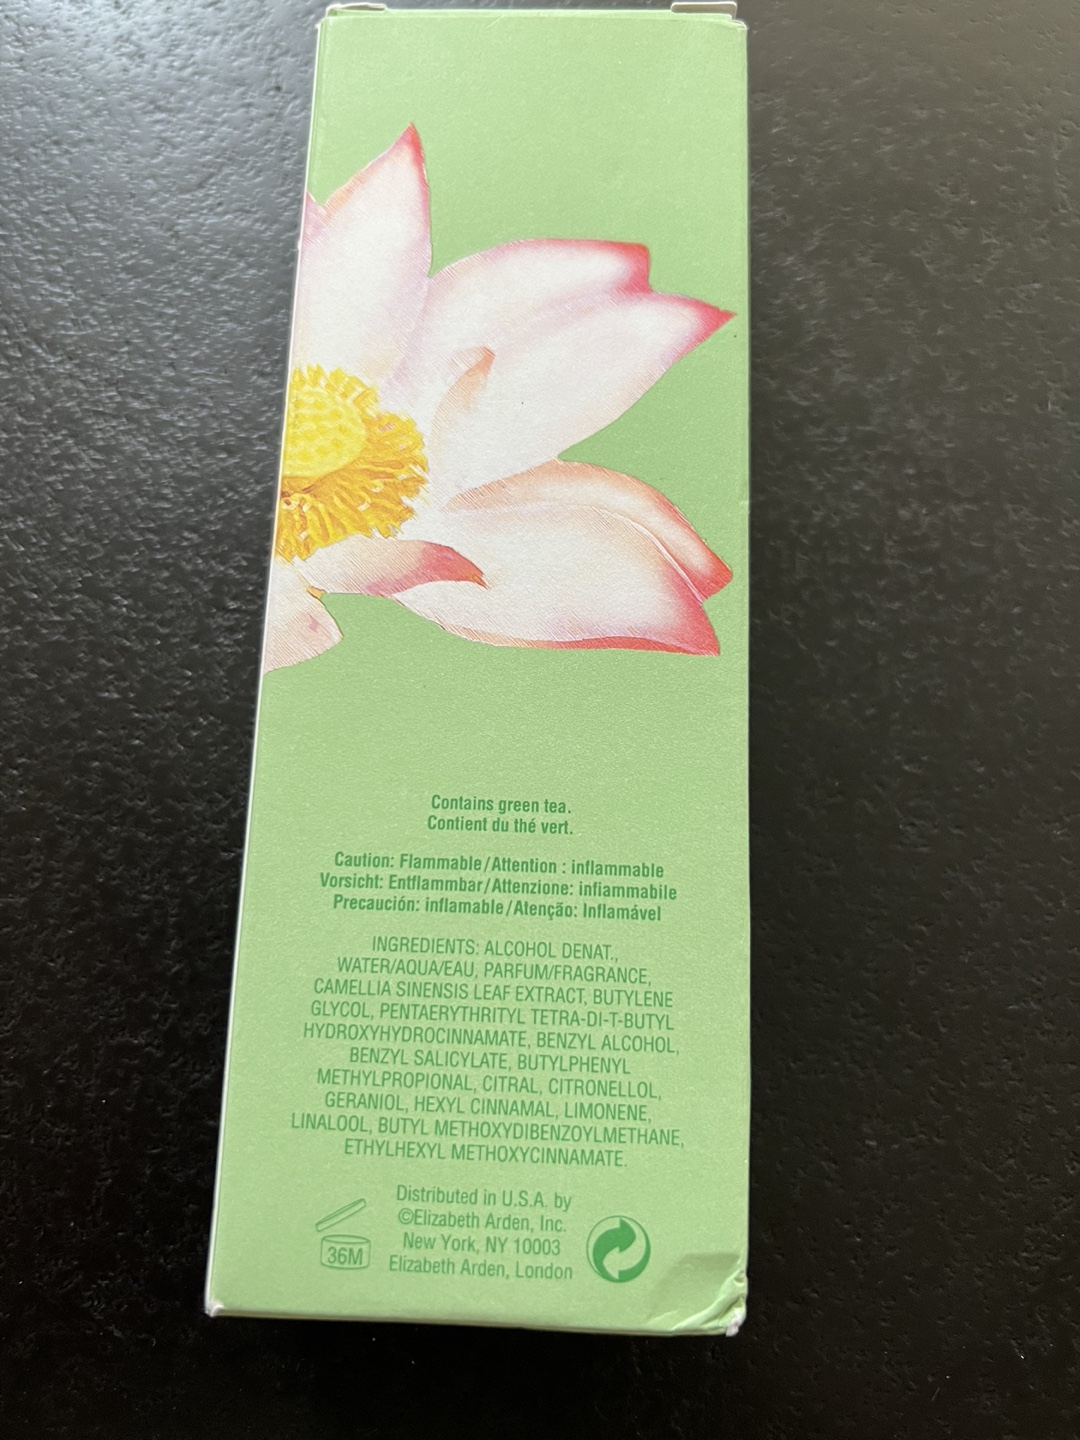 Contains green tea.
Contient du thé vert.
Caution: Flammable/Attention : inflammable
Vorsicht: Entflammbar/Attenzione: infiammabile
Precaución: inflamable/Atenção: Inflamável
INGREDIENTS: ALCOHOL DENAT.,
WATER/AQUA/EAU, PARFUM/FRAGRANCE,
CAMELLIA SINENSIS LEAF EXTRACT, BUTYLENE
GLYCOL, PENTAERYTHRITYL TETRA-DI-T-BUTYL
HYDROXYHYDROCINNAMATE, BENZYL ALCOHOL,
BENZYL SALICYLATE, BUTYLPHENYL
METHYLPROPIONAL, CITRAL, CITRONELLOL,
GERANIOL, HEXYL CINNAMAL, LIMONENE,
LINALOOL, BUTYL METHOXYDIBENZOYLMETHANE,
ETHYLHEXYL METHOXYCINNAMATE.
Distributed in U.S.A. by
©Elizabeth Arden, Inc.
New York, NY 10003
Elizabeth Arden, London
36M